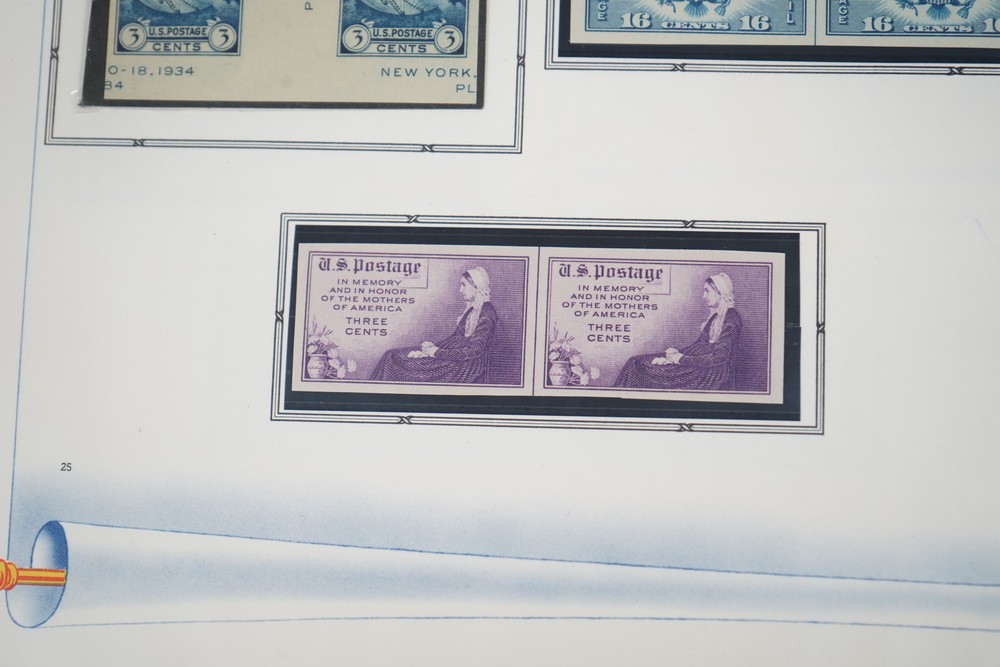 3 U.S. POSTAGE 3
CENTS
3 U.S. POSTAGE 3
CENTS
O-18, 1934
NEW YORK,
84
PL
16 CENTS 16
16 CENTS
U.S. Postage
IN MEMORY
AND IN HONOR
OF THE MOTHERS
OF AMERICA
THREE
CENTS
U.S. Postage
IN MEMORY
AND IN HONOR
OF THE MOTHERS
OF AMERICA
THREE
CENTS
25